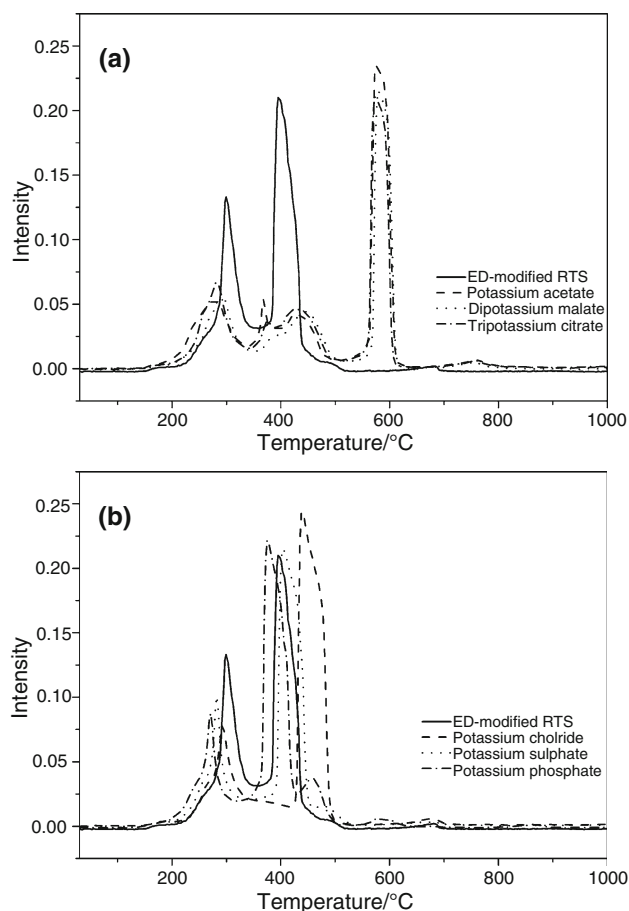 (a)
0.25
0.20
0.15
0.10
0.05
0.00
Intensity
ED-modified RTS
Potassium acetate
Dipotassium malate
Tripotassium citrate
200 400 600 800 1000
Temperature/°C
(b)
0.25
0.20
0.15
0.10
0.05
0.00
Intensity
ED-modified RTS
Potassium cholride
Potassium sulphate
Potassium phosphate
200 400 600 800 1000
Temperature/°C